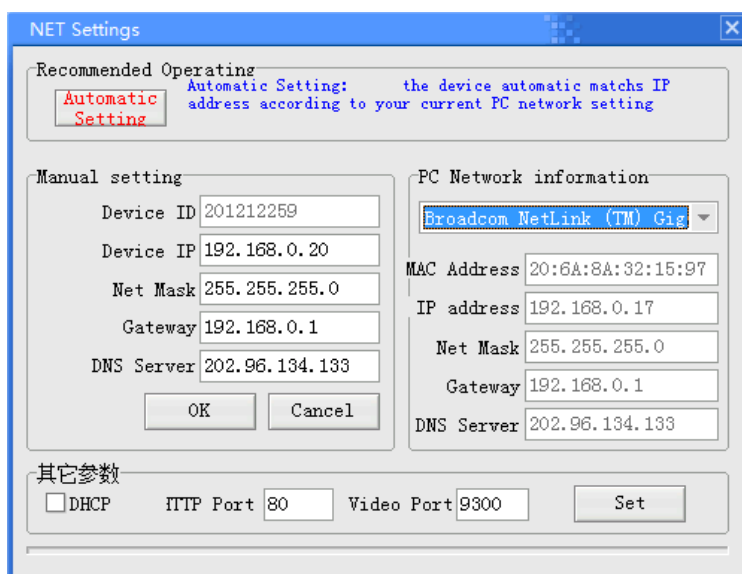 NET Settings
Recommended Operating
Automatic Setting
Automatic Setting: the device automatic matchs IP
address according to your current PC network setting
Manual setting
Device ID 201212259
Device IP 192.168.0.20
Net Mask 255.255.255.0
Gateway 192.168.0.1
DNS Server 202.96.134.133
OK Cancel
PC Network information
Broadcom NetLink (TM) Gig
MAC Address 20:6A:8A:32:15:97
IP address 192.168.0.17
Net Mask 255.255.255.0
Gateway 192.168.0.1
DNS Server 202.96.134.133
其它参数
DHCP ITTP Port 80 Video Port 9300 Set